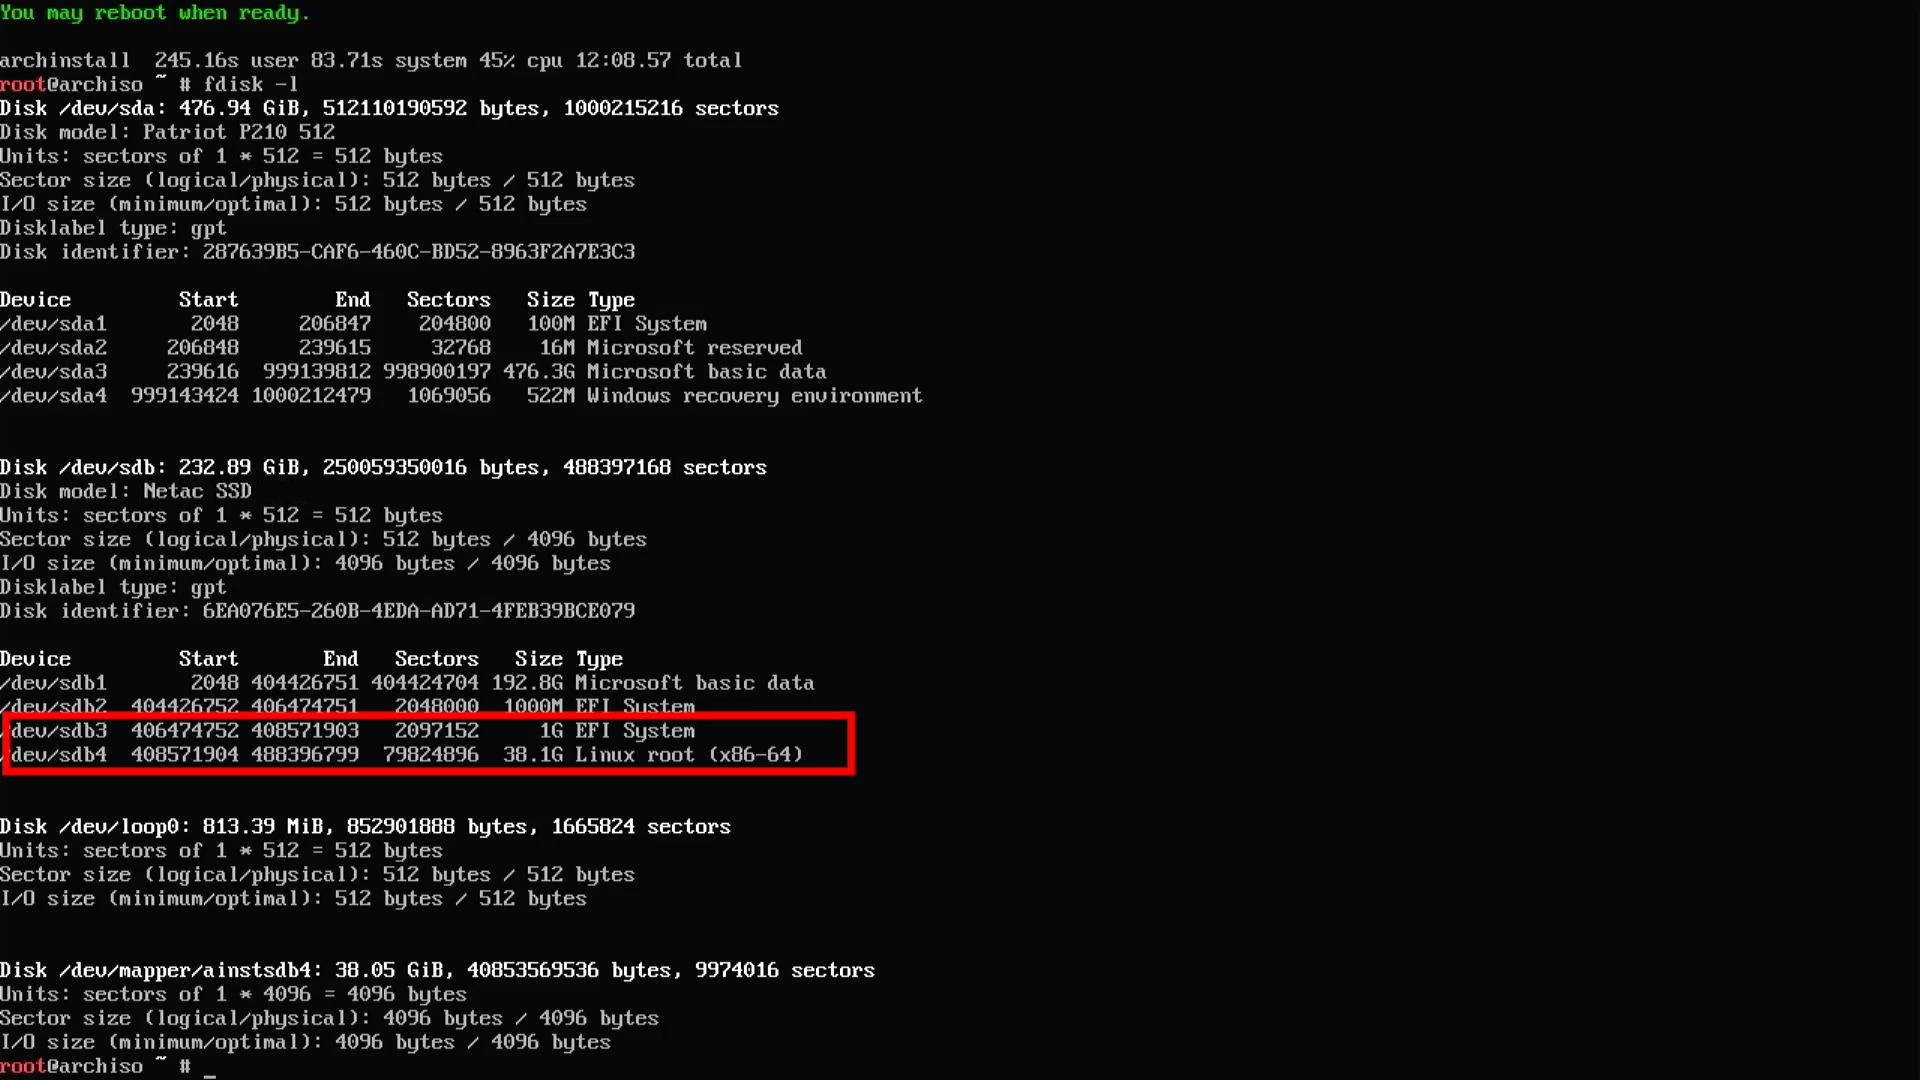 You may reboot when ready.
archinstall  245.16s user 83.71s system 45% cpu 12:08.57 total
root@archiso ~ # fdisk -l
Disk /dev/sda: 476.94 GiB, 512110190592 bytes, 1000215216 sectors
Disk model: Patriot P210 512
Units: sectors of 1 * 512 = 512 bytes
Sector size (logical/physical): 512 bytes / 512 bytes
I/O size (minimum/optimal): 512 bytes / 512 bytes
Disklabel type: gpt
Disk identifier: 287639B5-CAF6-460C-BD52-8963F2A7E3C3
Device         Start        End   Sectors   Size Type
/dev/sda1       2048     206847    204800   100M EFI System
/dev/sda2     206848     239615     32768    16M Microsoft reserved
/dev/sda3     239616  999139812 998900197 476.3G Microsoft basic data
/dev/sda4  999143424 1000212479   1069056   522M Windows recovery environment
Disk /dev/sdb: 232.89 GiB, 250059350016 bytes, 488397168 sectors
Disk model: Netac SSD
Units: sectors of 1 * 512 = 512 bytes
Sector size (logical/physical): 512 bytes / 4096 bytes
I/O size (minimum/optimal): 4096 bytes / 4096 bytes
Disklabel type: gpt
Disk identifier: 6EA076E5-260B-4EDA-AD71-4FEB39BCE079
Device         Start       End   Sectors   Size Type
/dev/sdb1       2048 404426751 404424704 192.8G Microsoft basic data
/dev/sdb2  404426752 406474751   2048000  1000M EFI System
/dev/sdb3  406474752 408571903   2097152     1G EFI System
/dev/sdb4  408571904 488396799  79824896  38.1G Linux root (x86-64)
Disk /dev/loop0: 813.39 MiB, 852901888 bytes, 1665824 sectors
Units: sectors of 1 * 512 = 512 bytes
Sector size (logical/physical): 512 bytes / 512 bytes
I/O size (minimum/optimal): 512 bytes / 512 bytes
Disk /dev/mapper/ainstsdb4: 38.05 GiB, 40853569536 bytes, 9974016 sectors
Units: sectors of 1 * 4096 = 4096 bytes
Sector size (logical/physical): 4096 bytes / 4096 bytes
I/O size (minimum/optimal): 4096 bytes / 4096 bytes
root@archiso ~ # _